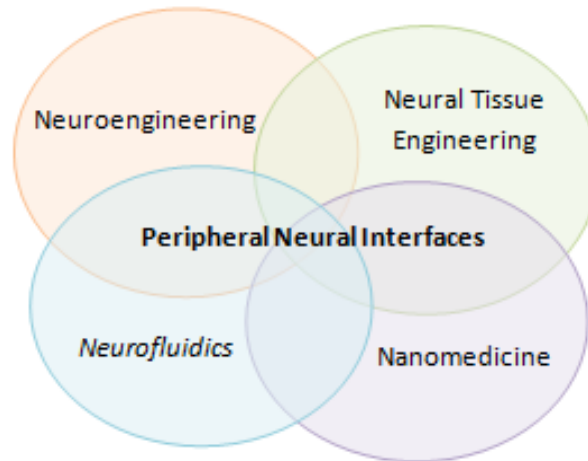 Neuroengineering
Neural Tissue
Engineering
Peripheral Neural Interfaces
Neurofluidics
Nanomedicine